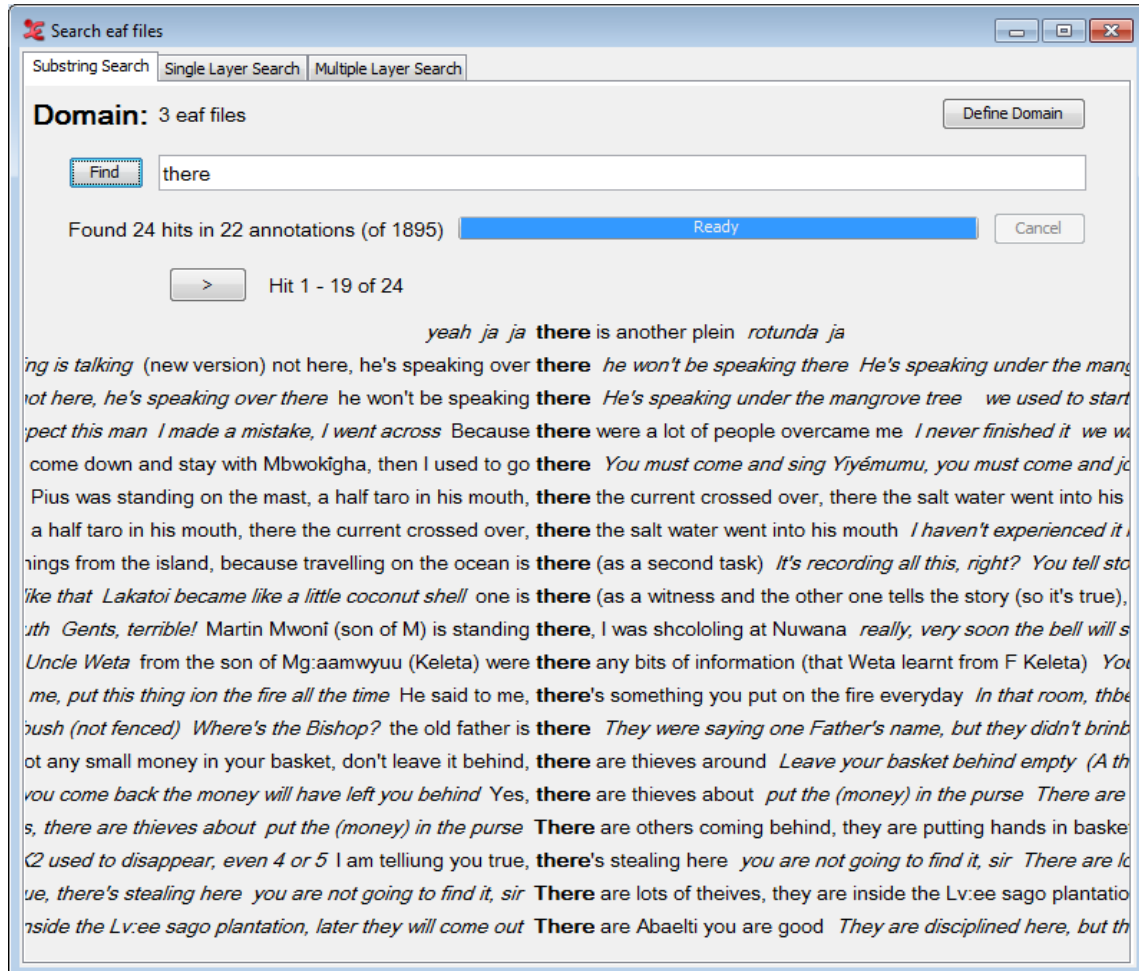 Search eaf files
Substring Search Single Layer Search Multiple Layer Search
Domain: 3 eaf files Define Domain
Find there
Found 24 hits in 22 annotations (of 1895) Ready Cancel
> Hit 1 - 19 of 24
yeah ja ja there is another plein rotunda ja
is talking (new version) not here, he's speaking over there he won't be speaking there He's speaking under the
here, he's speaking over there he won't be speaking there He's speaking under the mangrove tree we used to start
this man I made a mistake, I went across Because there were a lot of people overcame me I never finished it we
come down and stay with Mbwokîgha, then I used to go there You must come and sing Yiyémumu, you must come and
Pius was standing on the mast, a half taro in his mouth, there the current crossed over, there the salt water went into his
a half taro in his mouth, there the current crossed over, there the salt water went into his mouth I haven't experienced it
from the island, because travelling on the ocean is there (as a second task) It's recording all this, right? You tell
like that Lakatoi became like a little coconut shell one is there (as a witness and the other one tells the story (so it's true),
Gents, terrible! Martin Mwonî (son of M) is standing there, I was shcololing at Nuwana really, very soon the bell will
Uncle Weta from the son of Mg:aamwyuu (Keleta) were there any bits of information (that Weta learnt from F Keleta)
me, put this thing ion the fire all the time He said to me, there's something you put on the fire everyday In that room,
(not fenced) Where's the Bishop? the old father is there They were saying one Father's name, but they didn't
any small money in your basket, don't leave it behind, there are thieves around Leave your basket behind empty (A
you come back the money will have left you behind Yes, there are thieves about put the (money) in the purse There are
there are thieves about put the (money) in the purse There are others coming behind, they are putting hands in
used to disappear, even 4 or 5 I am telliung you true, there's stealing here you are not going to find it, sir There are
there's stealing here you are not going to find it, sir There are lots of theives, they are inside the Lv:ee sago
the Lv:ee sago plantation, later they will come out There are Abaelti you are good They are disciplined here, but